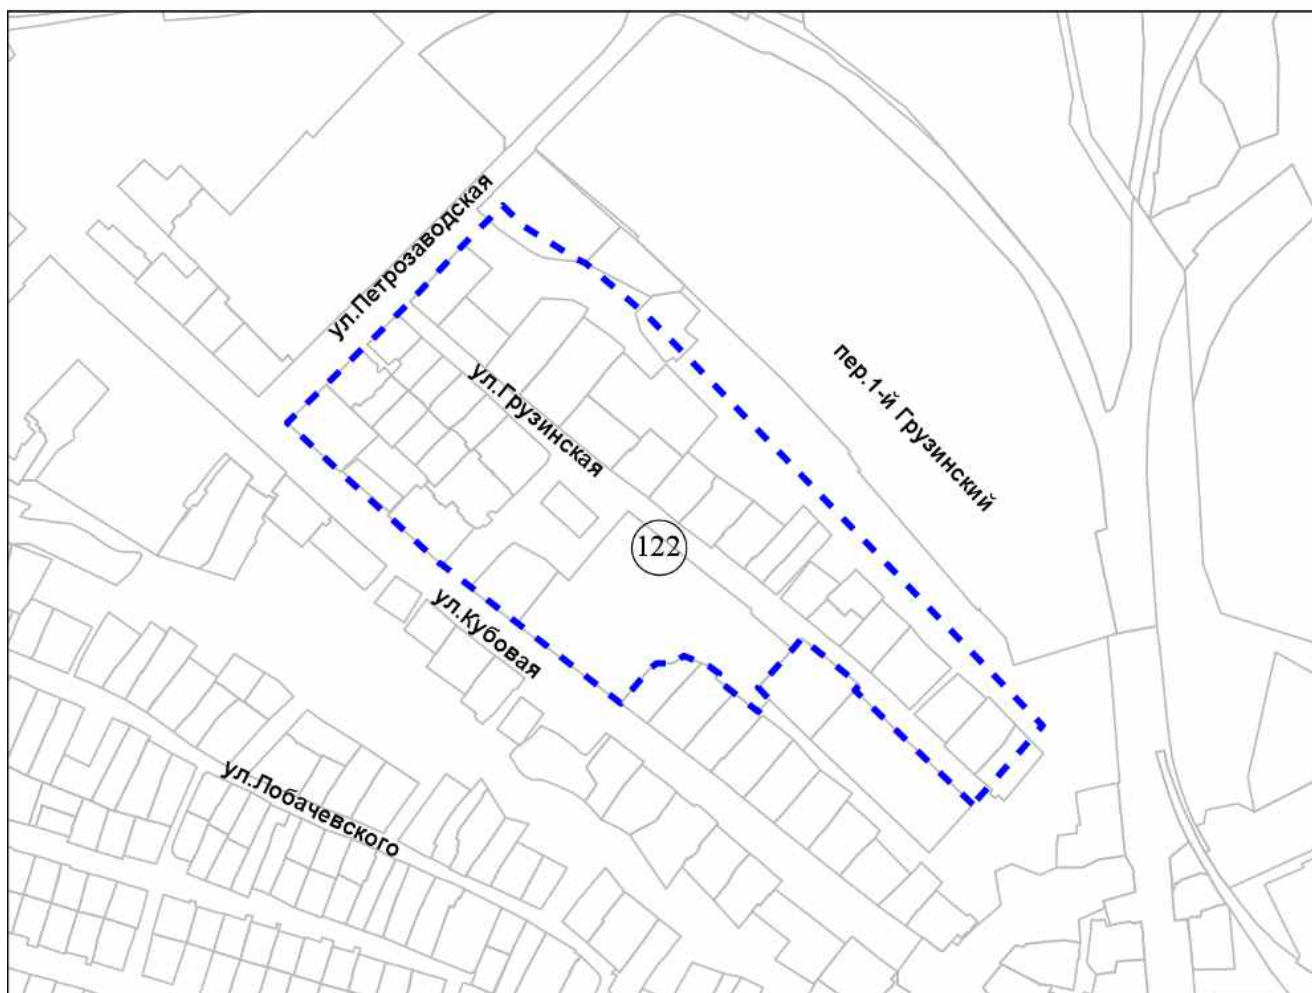 ул.Петрозаводская
пер.1-й Грузинский
ул.Грузинская
122
ул.Кубовая
ул.Лобачевского